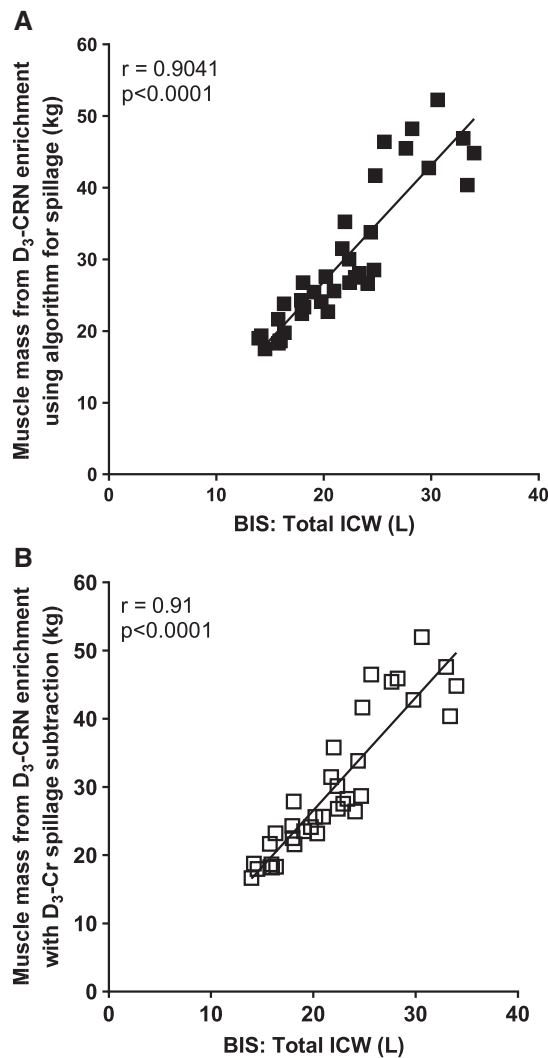 A
60
r = 0.9041
p<0.0001
50
40
30
20
10
0
Muscle mass from D3-CRN enrichment
using algorithm for spillage (kg)
0 10 20 30 40
BIS: Total ICW (L)
B
60
r = 0.91
p<0.0001
50
40
30
20
10
0
Muscle mass from D3-CRN enrichment
with D3-Cr spillage subtraction (kg)
0 10 20 30 40
BIS: Total ICW (L)